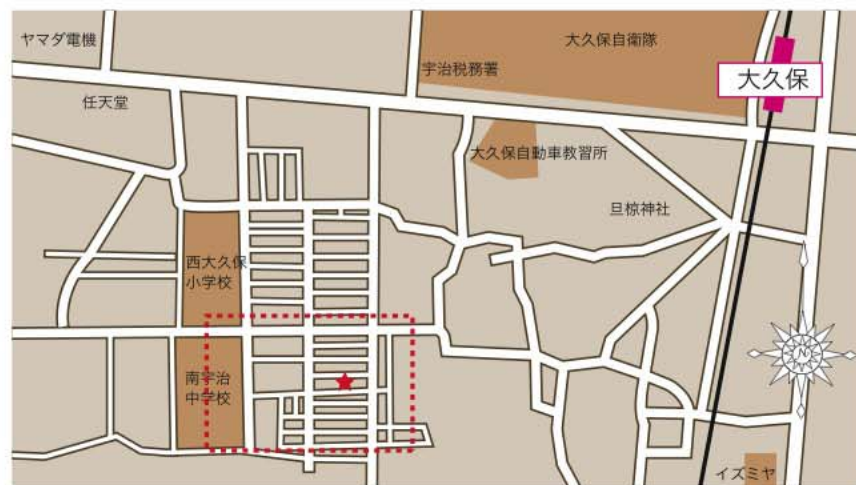 ヤマダ電機
大久保自衛隊
宇治税務署
大久保
任天堂
大久保自動車教習所
旦椋神社
西大久保
小学校
南宇治
中学校
N
イズミヤ